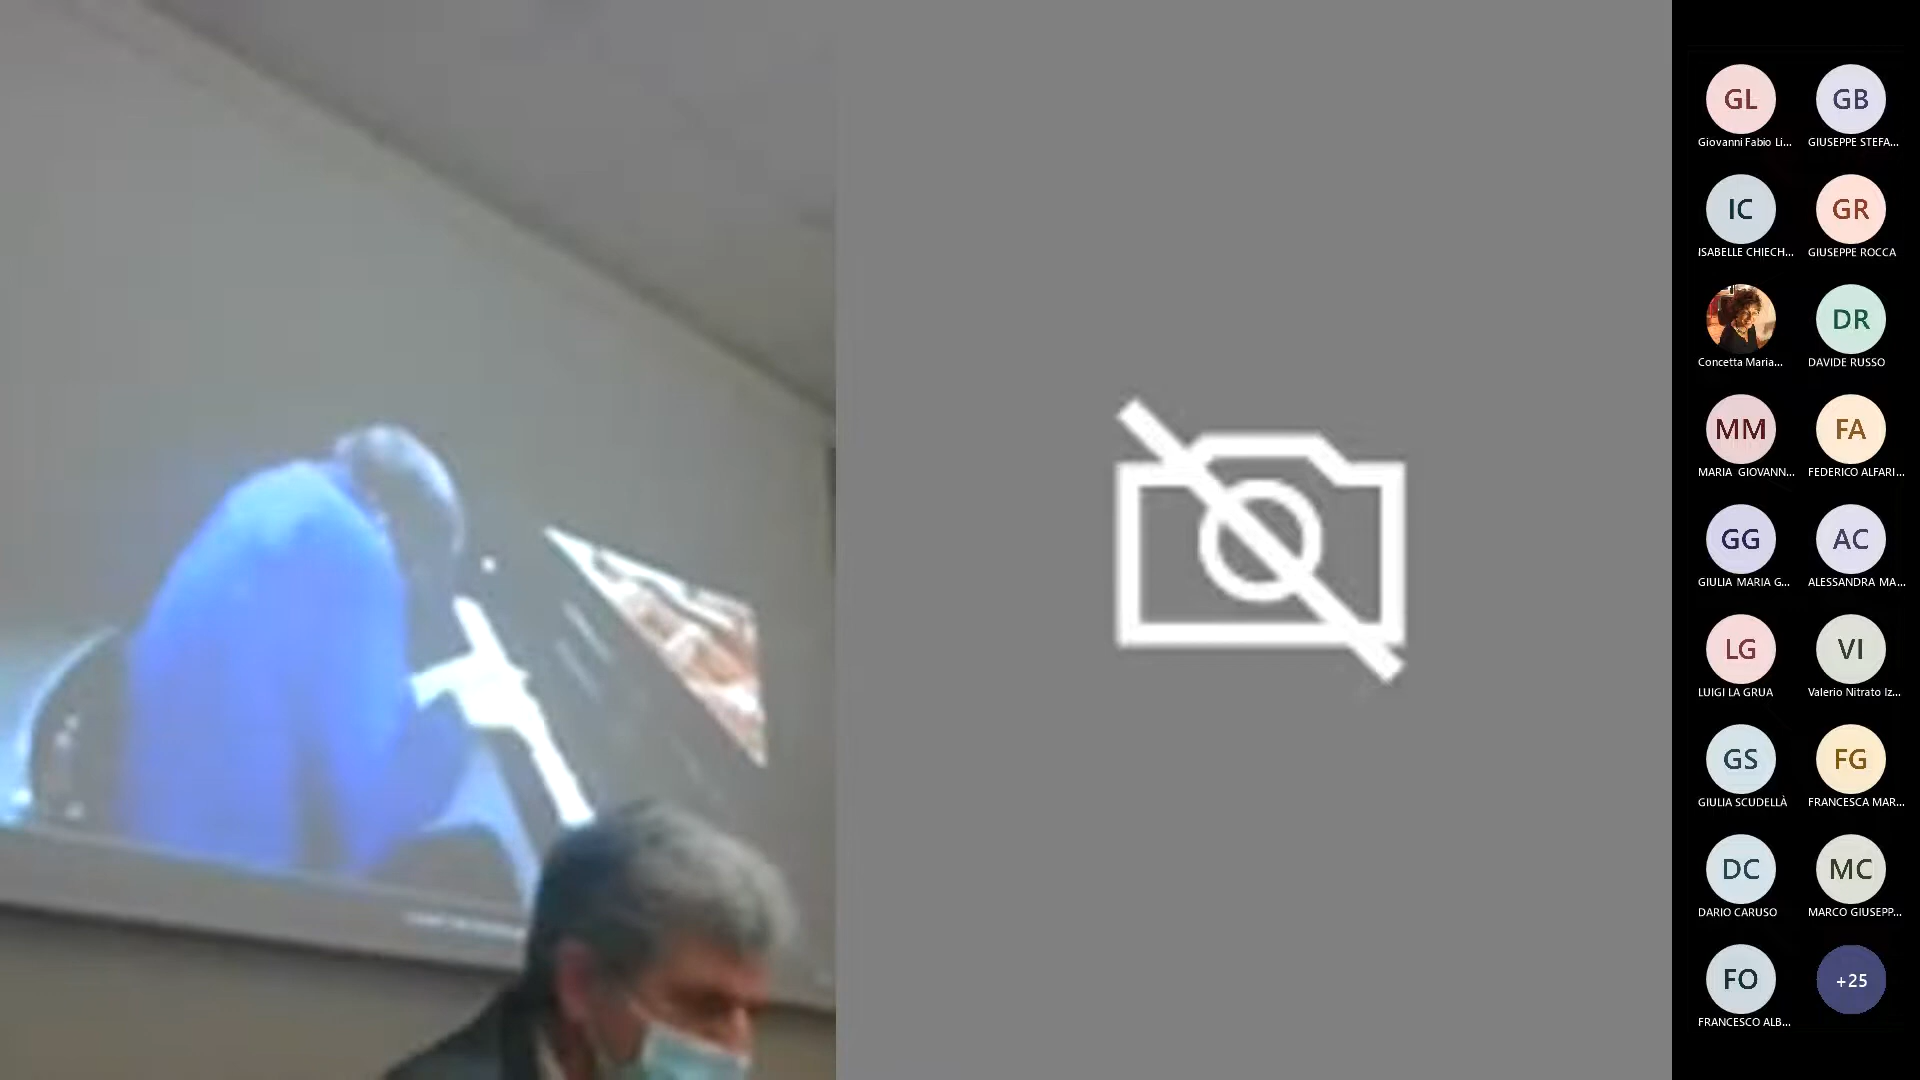 GL GB
Giovanni Fabio Li... GIUSEPPE STEFA...
IC GR
ISABELLE CHIECH... GIUSEPPE ROCCA
Concetta Maria... DR
DAVIDE RUSSO
MM FA
MARIA GIOVANN... FEDERICO ALFARI...
GG AC
GIULIA MARIA G... ALESSANDRA MA...
LG VI
LUIGI LA GRUA Valerio Nitrato Iz...
GS FG
GIULIA SCUDELLÀ FRANCESCA MAR...
DC MC
DARIO CARUSO MARCO GIUSEPP...
FO +25
FRANCESCO ALB...